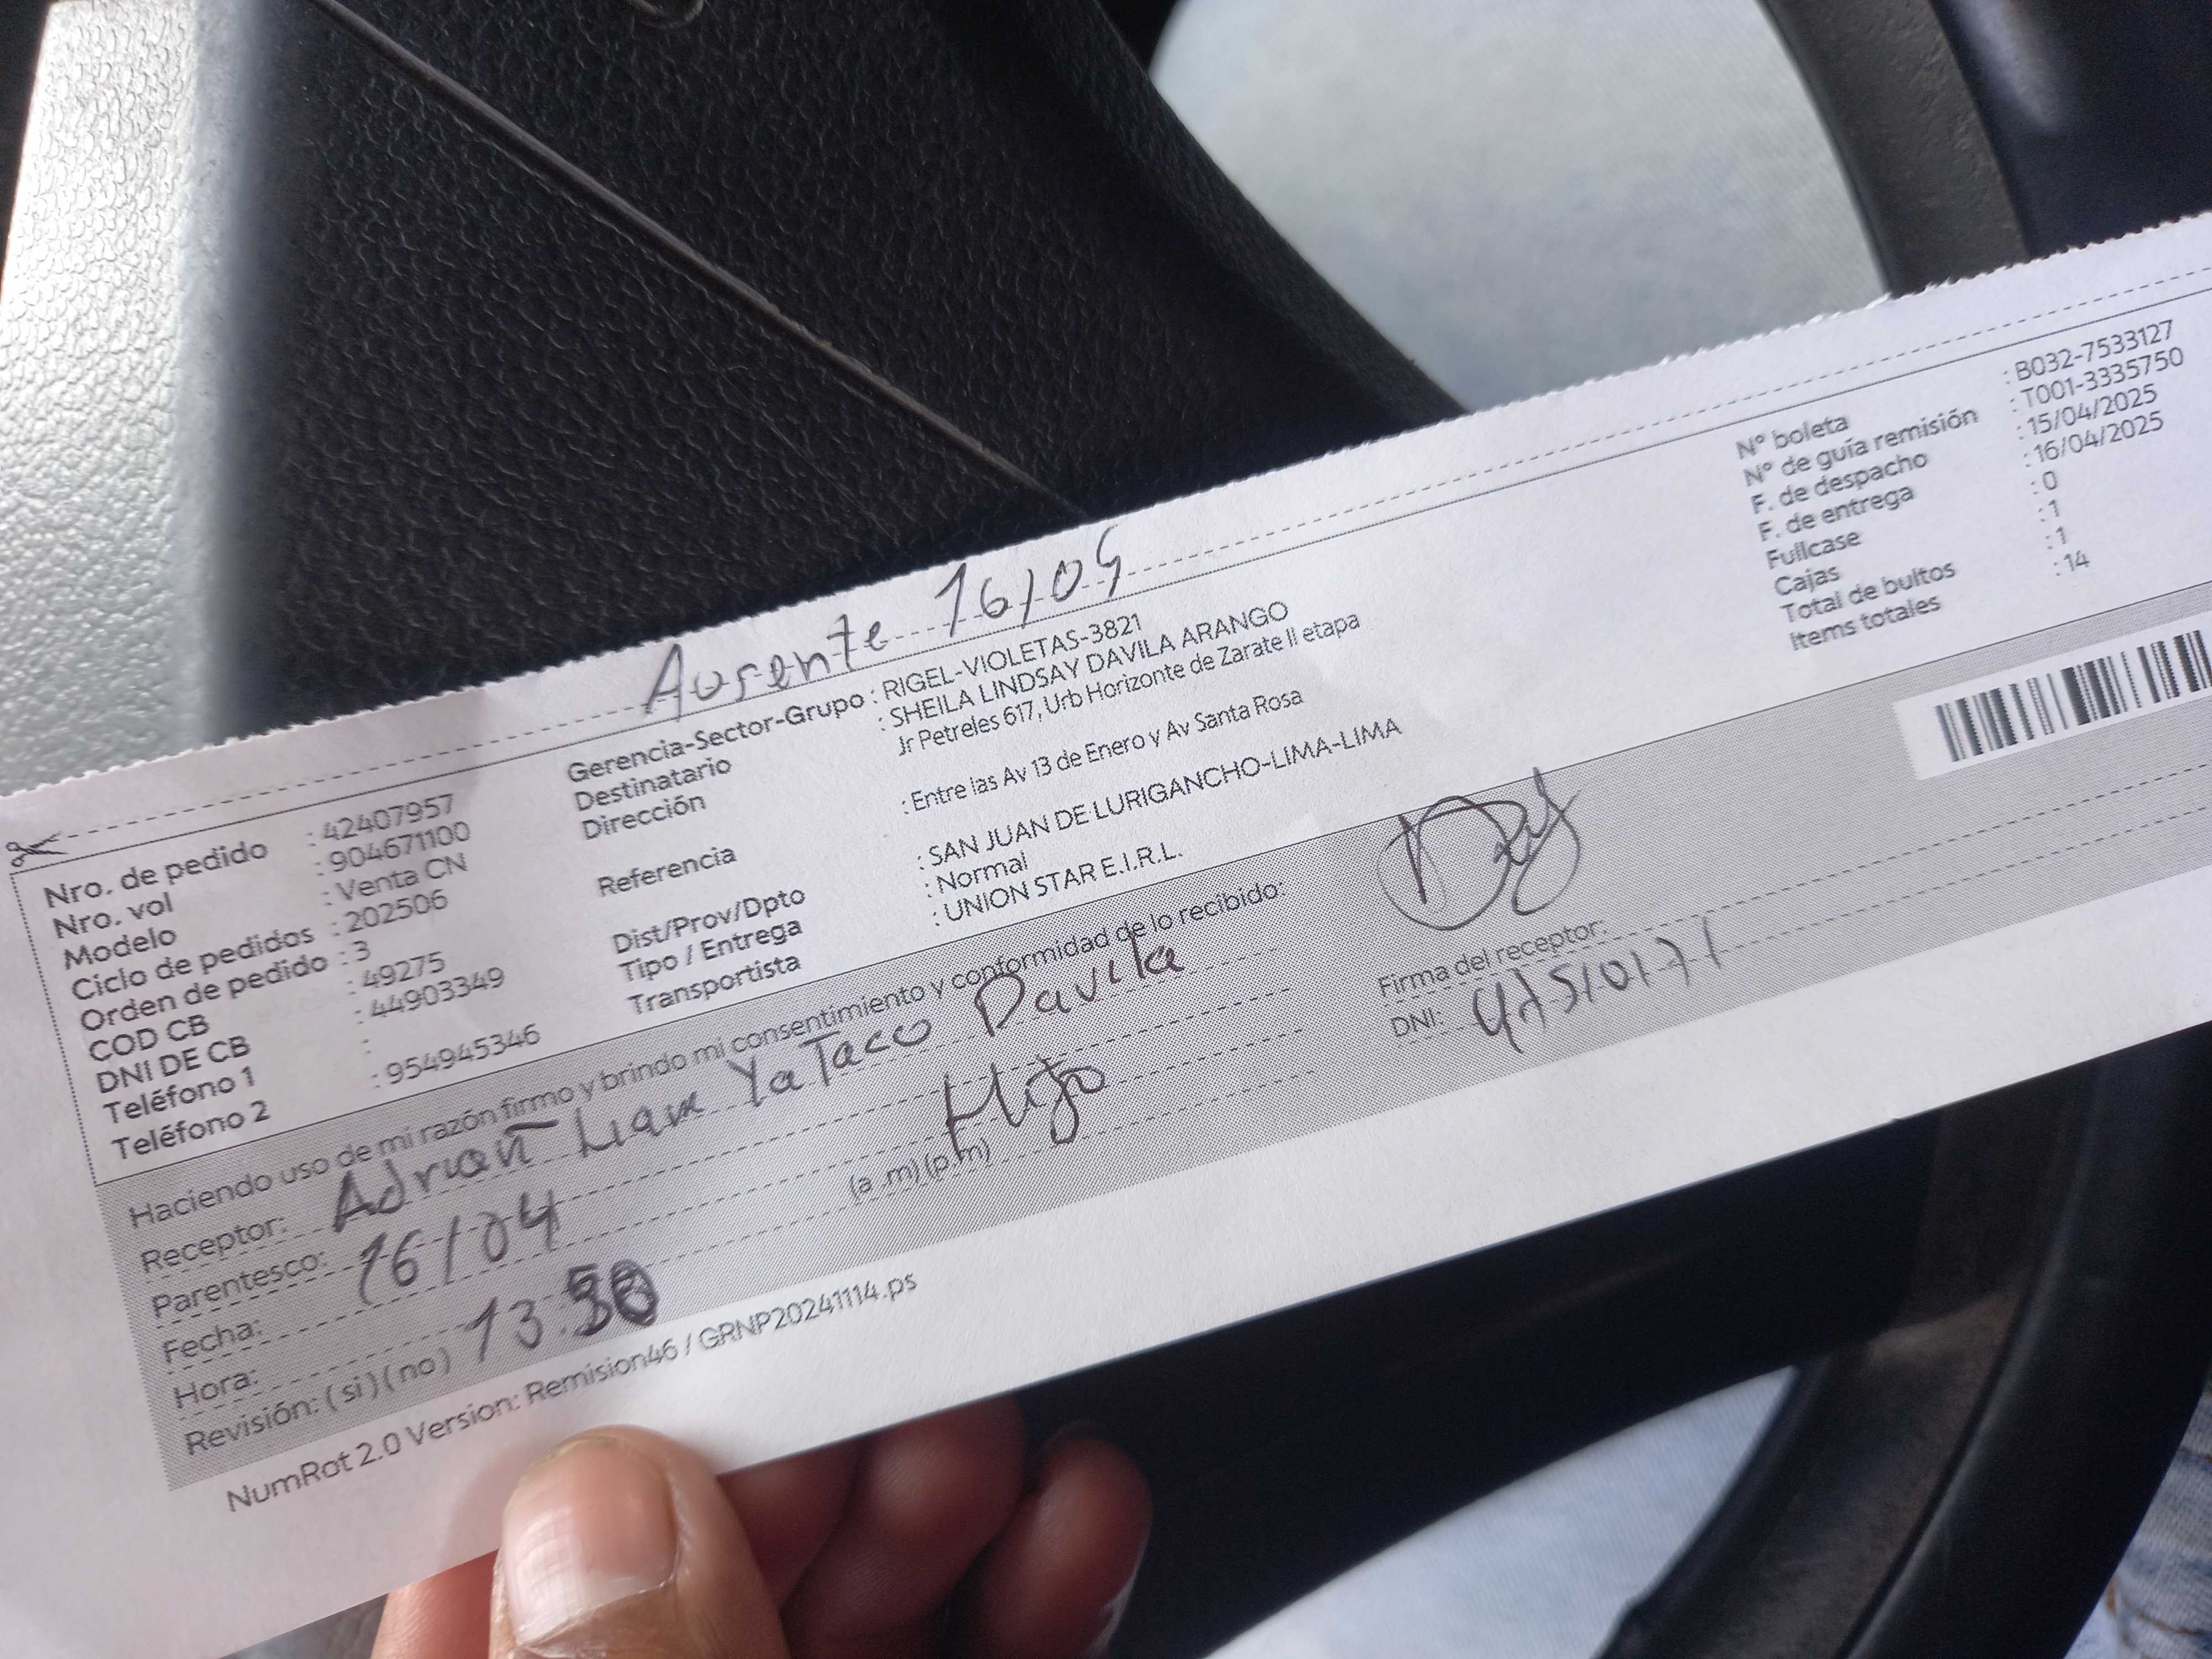 Ausente 16/04
Nro. de pedido : 42407957
Nro. vol : 904671100
Modelo : Venta CN
Ciclo de pedidos : 202506
Orden de pedido : 3
COD CB : 49275
DNI DE CB : 44903349
Teléfono 1 :
Teléfono 2 : 954945346
Gerencia-Sector-Grupo : RIGEL-VIOLETAS-3821
Destinatario : SHEILA LINDSAY DAVILA ARANGO
Dirección Jr Petreles 617, Urb Horizonte de Zarate II etapa
Referencia : Entre las Av 13 de Enero y Av Santa Rosa
Dist/Prov/Dpto : SAN JUAN DE LURIGANCHO-LIMA-LIMA
Tipo / Entrega : Normal
Transportista : UNION STAR E.I.R.L.
N° boleta : B032-7533127
N° de guía remisión : T001-3335750
F. de despacho : 15/04/2025
F. de entrega : 16/04/2025
Fullcase : 0
Cajas : 1
Total de bultos : 1
Items totales : 14
Haciendo uso de mi razón firmo y brindo mi consentimiento y conformidad de lo recibido:
Receptor: Adrian Yataco Davila
Parentesco: Hijo
Fecha: 16/04
Hora: 13: (a .m) (p.m)
Revisión: ( si ) ( no )
Firma del receptor:
DNI:
NumRot 2.0 Version: Remision46 / GRNP20241114.ps